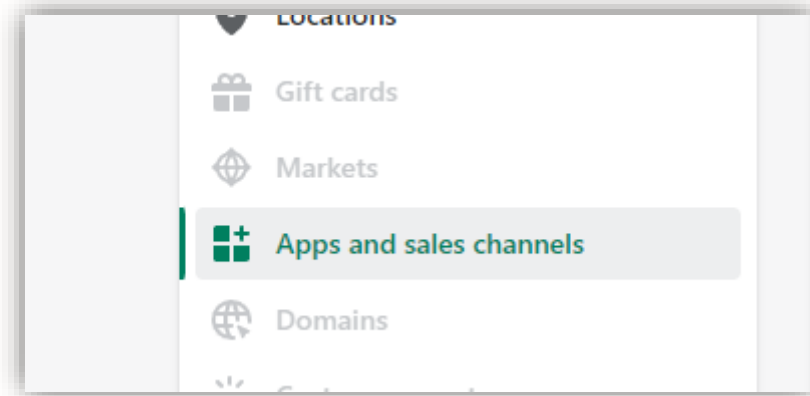 Locations
Gift cards
Markets
Apps and sales channels
Domains